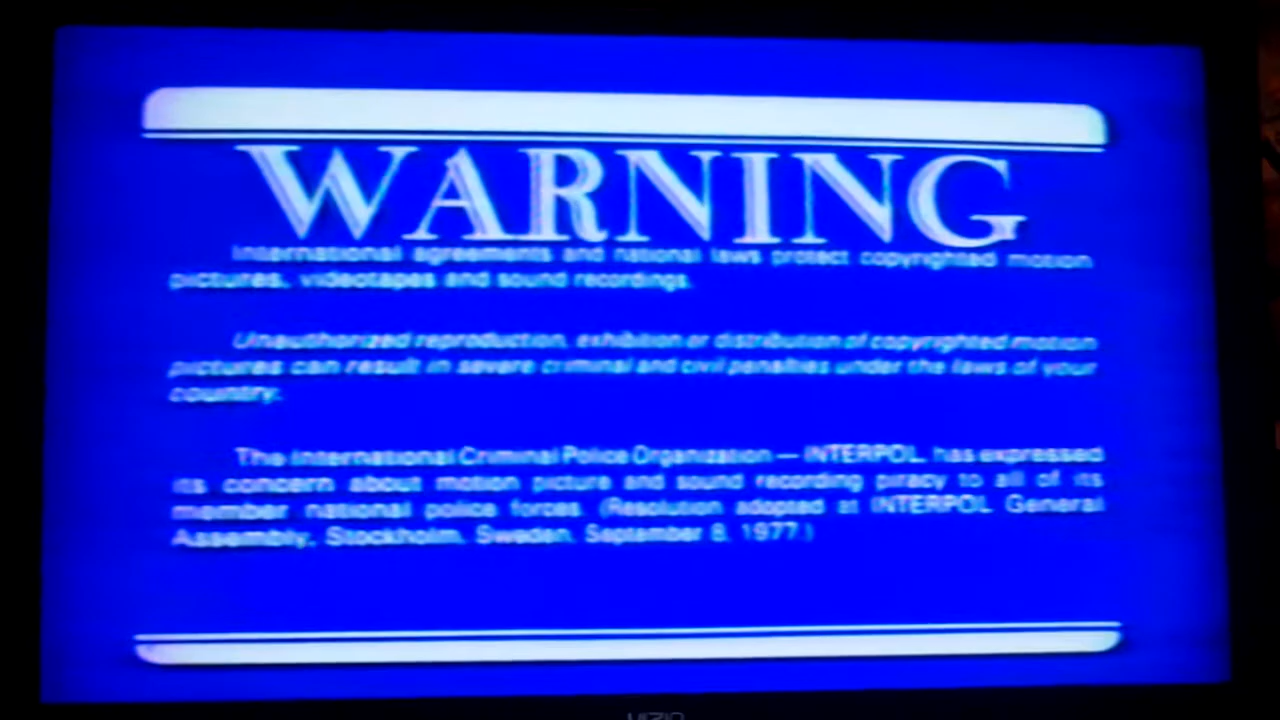 WARNING
International agreements and national laws protect copyrighted motion
pictures, videotapes and sound recordings.
Unauthorized reproduction, exhibition or distribution of copyrighted motion
pictures can result in severe criminal and civil penalties under the laws of your
country.
The International Criminal Police Organization — INTERPOL, has expressed
its concern about motion picture and sound recording piracy to all of its
member national police forces. (Resolution adopted at INTERPOL General
Assembly, Stockholm, Sweden, September 8, 1977.)
VIZIO